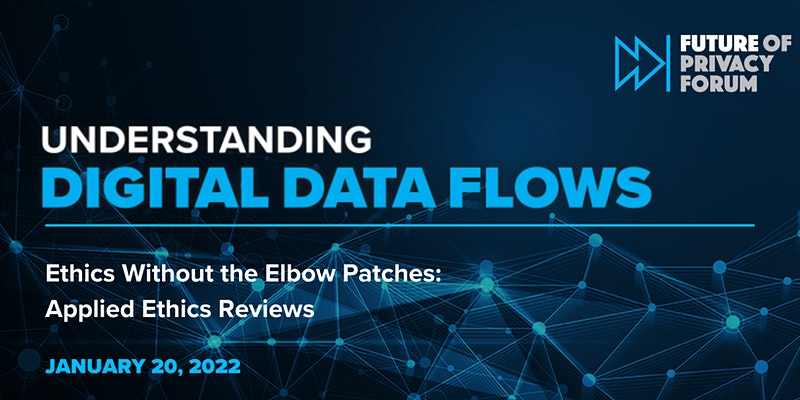 FUTURE OF
PRIVACY
FORUM
UNDERSTANDING
DIGITAL DATA FLOWS
Ethics Without the Elbow Patches:
Applied Ethics Reviews
JANUARY 20, 2022